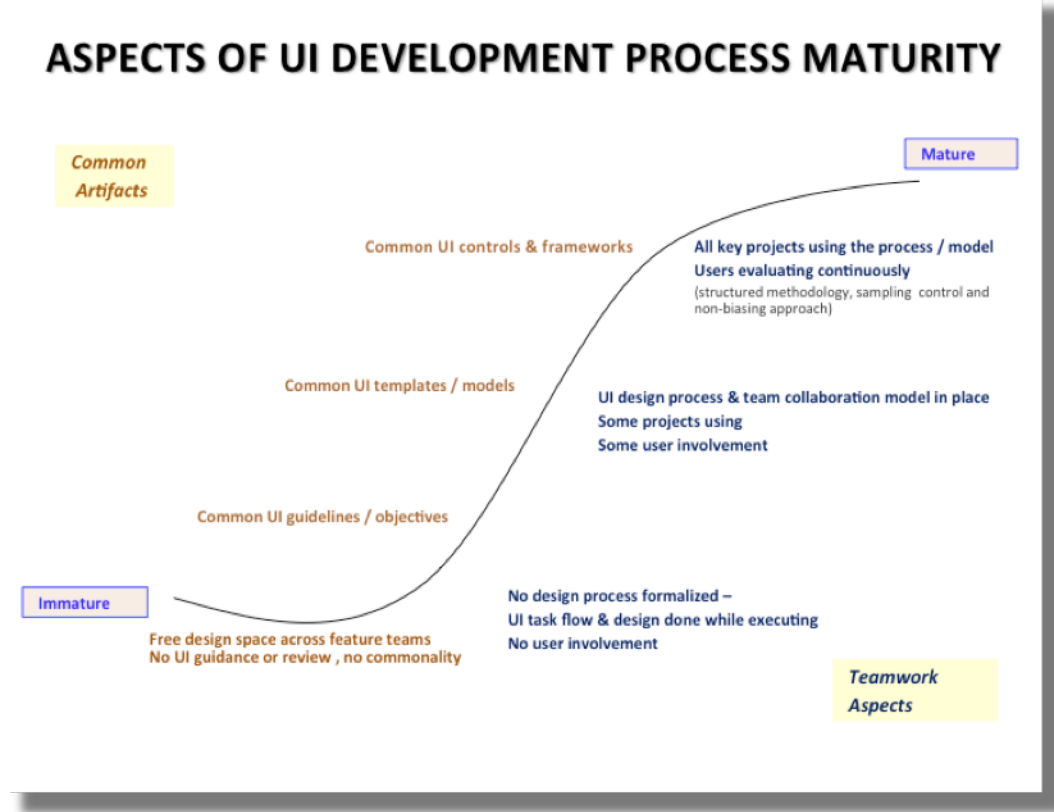 ASPECTS OF UI DEVELOPMENT PROCESS MATURITY
Common
Artifacts
Mature
Common UI controls & frameworks
All key projects using the process / model
Users evaluating continuously
(structured methodology, sampling control and
non-biasing approach)
Common UI templates / models
UI design process & team collaboration model in place
Some projects using
Some user involvement
Common UI guidelines / objectives
Immature
No design process formalized –
UI task flow & design done while executing
No user involvement
Free design space across feature teams
No UI guidance or review , no commonality
Teamwork
Aspects